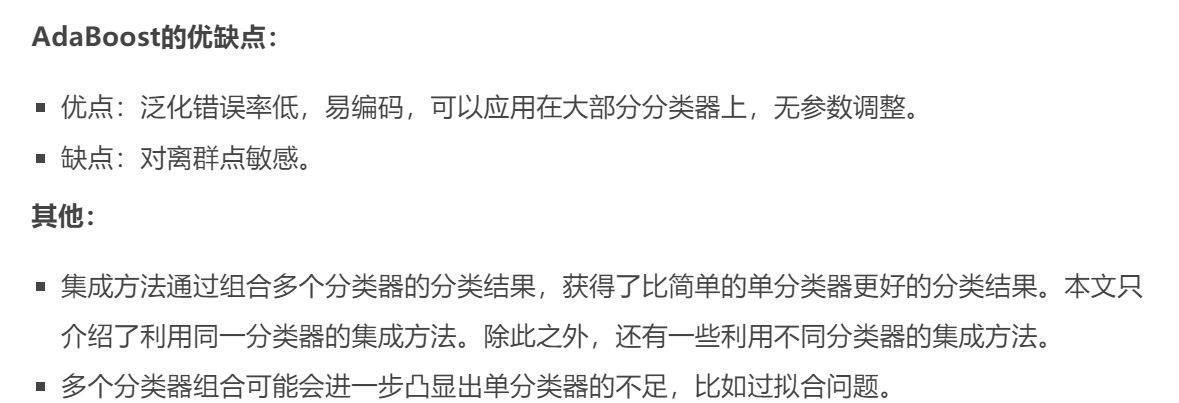 AdaBoost的优缺点：
▪ 优点：泛化错误率低，易编码，可以应用在大部分分类器上，无参数调整。
▪ 缺点：对离群点敏感。
其他：
▪ 集成方法通过组合多个分类器的分类结果，获得了比简单的单分类器更好的分类结果。本文只
介绍了利用同一分类器的集成方法。除此之外，还有一些利用不同分类器的集成方法。
▪ 多个分类器组合可能会进一步凸显出单分类器的不足，比如过拟合问题。